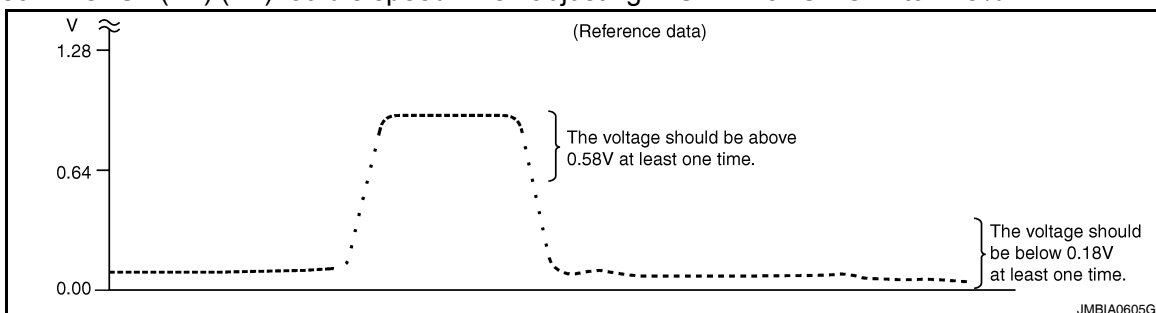 V
(Reference data)
1.28
The voltage should be above
0.58V at least one time.
0.64
The voltage should
be below 0.18V
at least one time.
0.00
JMBIA0605G